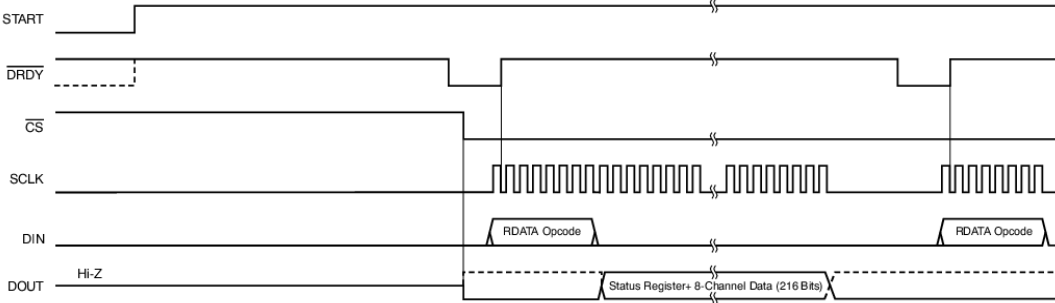 START
DRDY
CS
SCLK
DIN
RDATA Opcode
RDATA Opcode
Hi-Z
DOUT
Status Register+ 8-Channel Data (216 Bits)